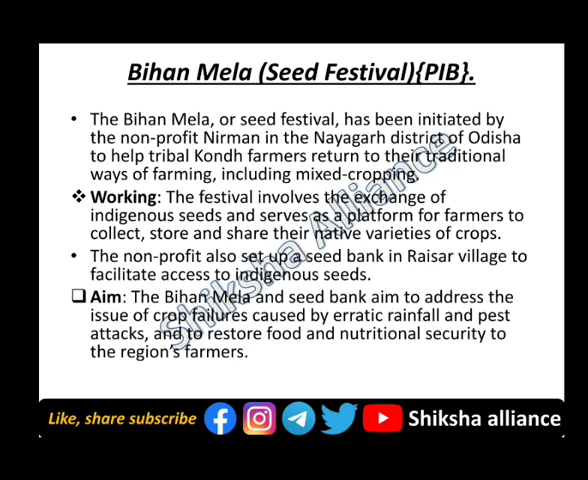 Bihan Mela (Seed Festival){PIB}.
• The Bihan Mela, or seed festival, has been initiated by
the non-profit Nirman in the Nayagarh district of Odisha
to help tribal Kondh farmers return to their traditional
ways of farming, including mixed-cropping.
❖ Working: The festival involves the exchange of
indigenous seeds and serves as a platform for farmers to
collect, store and share their native varieties of crops.
• The non-profit also set up a seed bank in Raisar village to
facilitate access to indigenous seeds.
❑ Aim: The Bihan Mela and seed bank aim to address the
issue of crop failures caused by erratic rainfall and pest
attacks, and to restore food and nutritional security to
the region's farmers.
Shiksha Alliance
Like, share subscribe Shiksha alliance